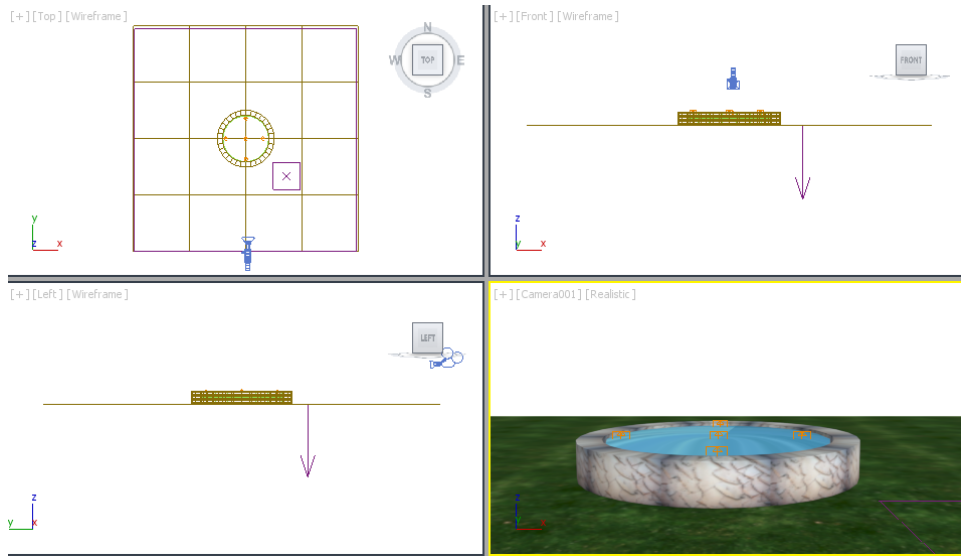 [+] [Top] [Wireframe]
N
W TOP E
S
y
z x
[+] [Front] [Wireframe]
FRONT
z
y x
[+] [Left] [Wireframe]
LEFT
z
y x
[+] [Camera001] [Realistic]
z
x